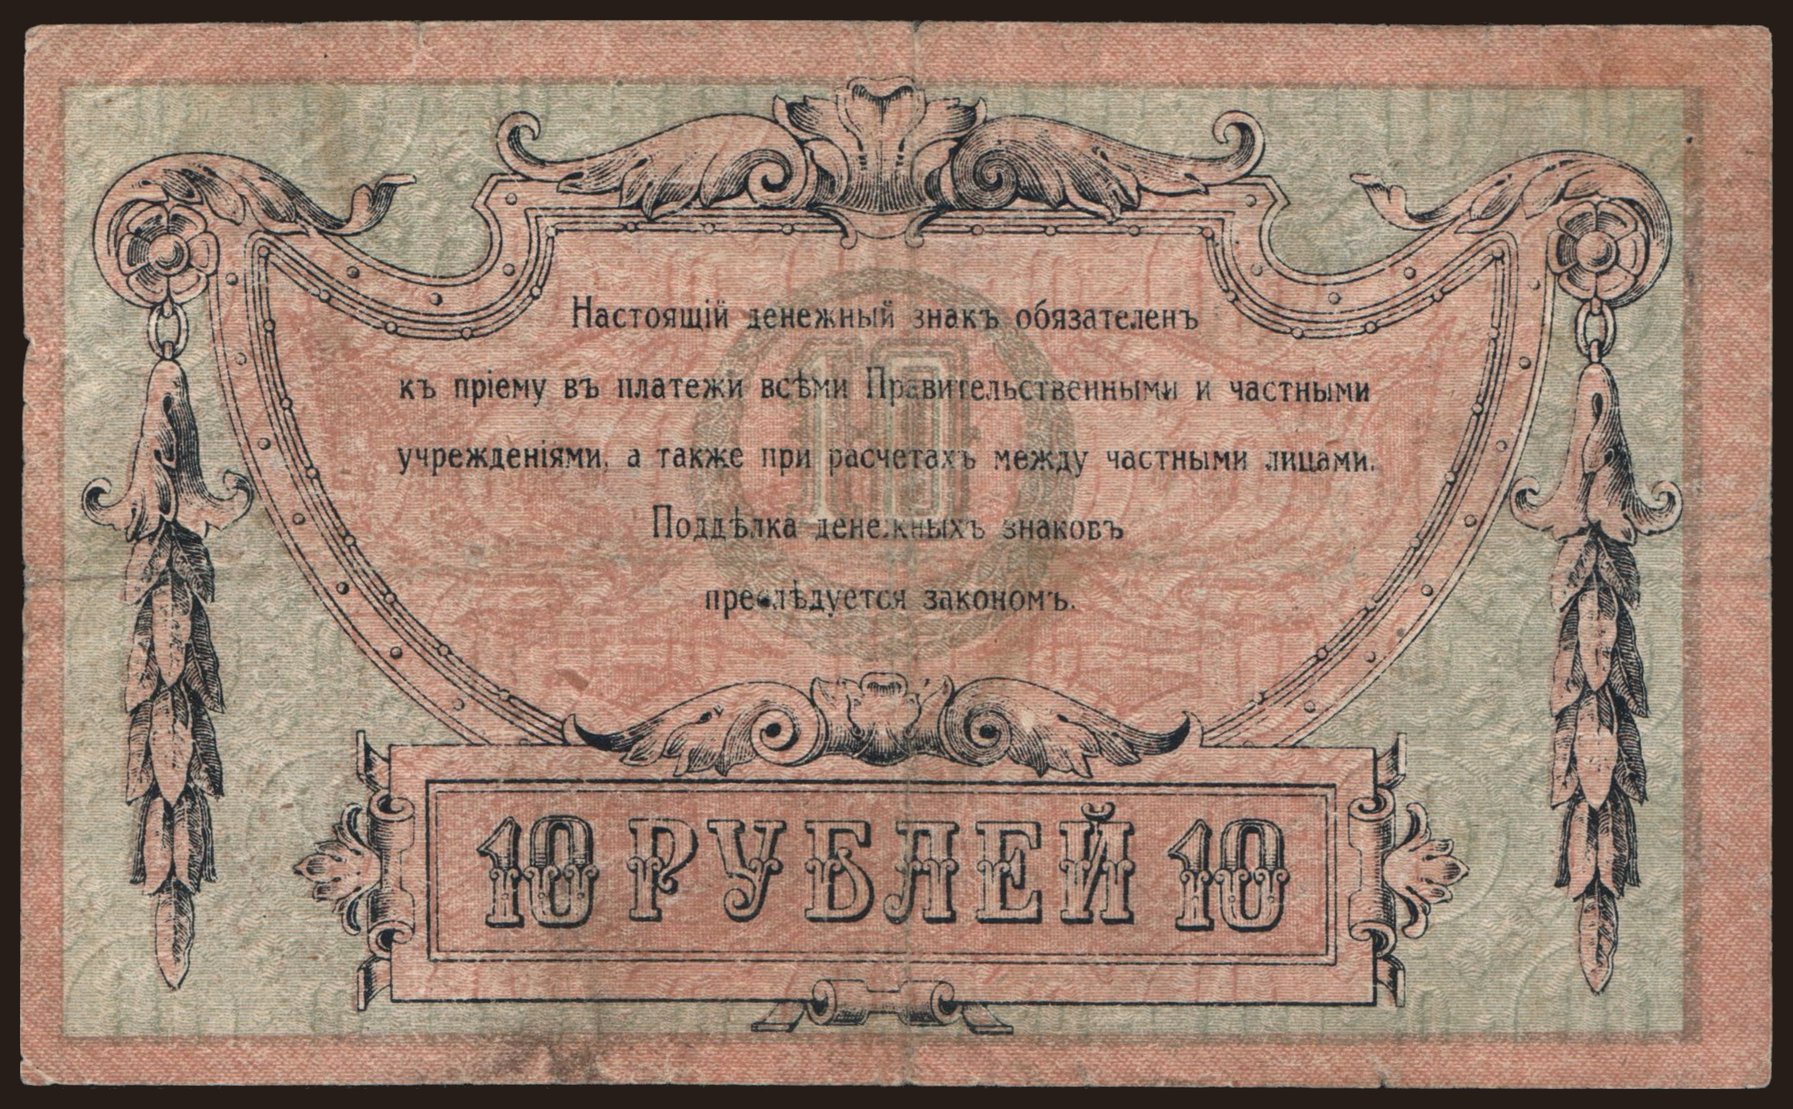 Настоящій денежный знакъ обязателенъ
къ пріему въ платежи всѣми Правительственными и частными
учрежденіями, а также при расчетахъ между частными лицами.
Поддѣлка денежныхъ знаковъ
преслѣдуется закономъ.
10
10 РУБЛЕЙ 10